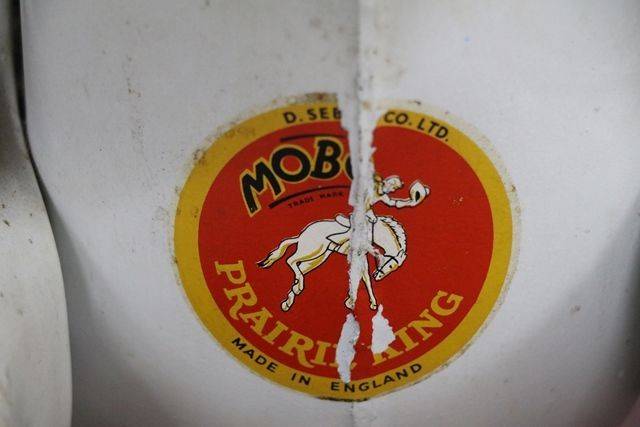 D. SEB CO. LTD.
MOBO
TRADE MARK
PRAIRIE KING
MADE IN ENGLAND